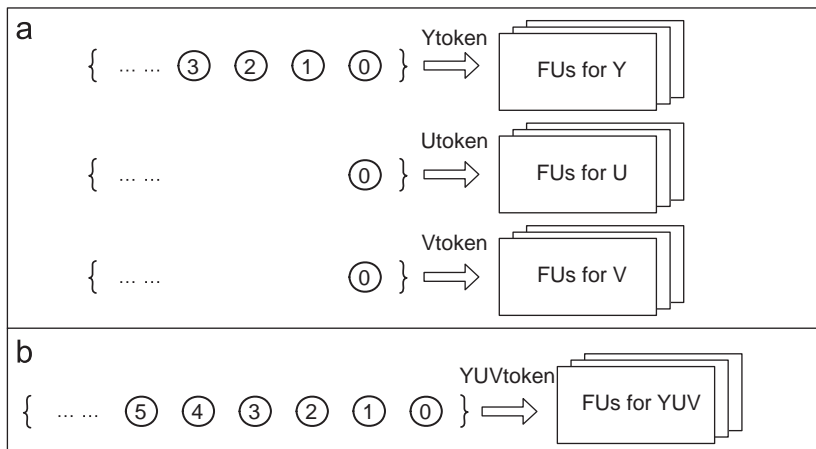 a
{ ... ... 3 2 1 0 } Ytoken FUs for Y
{ ... ... 0 } Utoken FUs for U
{ ... ... 0 } Vtoken FUs for V
b
{ ... ... 5 4 3 2 1 0 } YUVtoken FUs for YUV